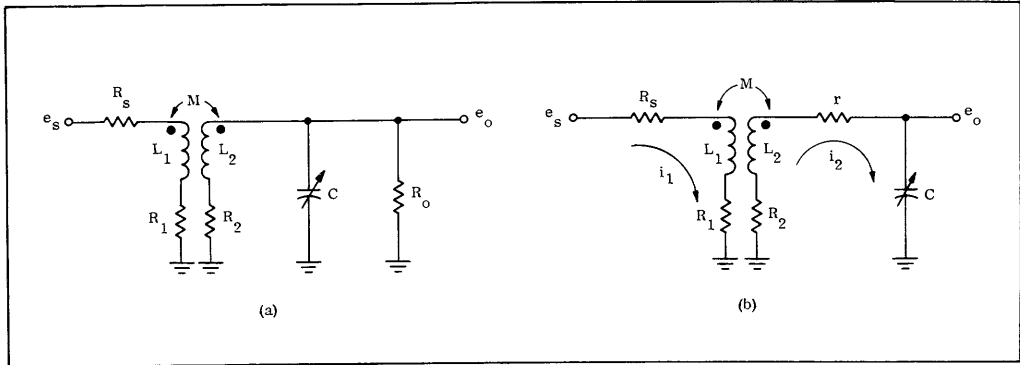 R_s
M
e_s
L_1
L_2
e_o
C
R_o
R_1
R_2
(a)
M
R_s
r
e_s
e_o
L_1
L_2
i_1
i_2
C
R_1
R_2
(b)